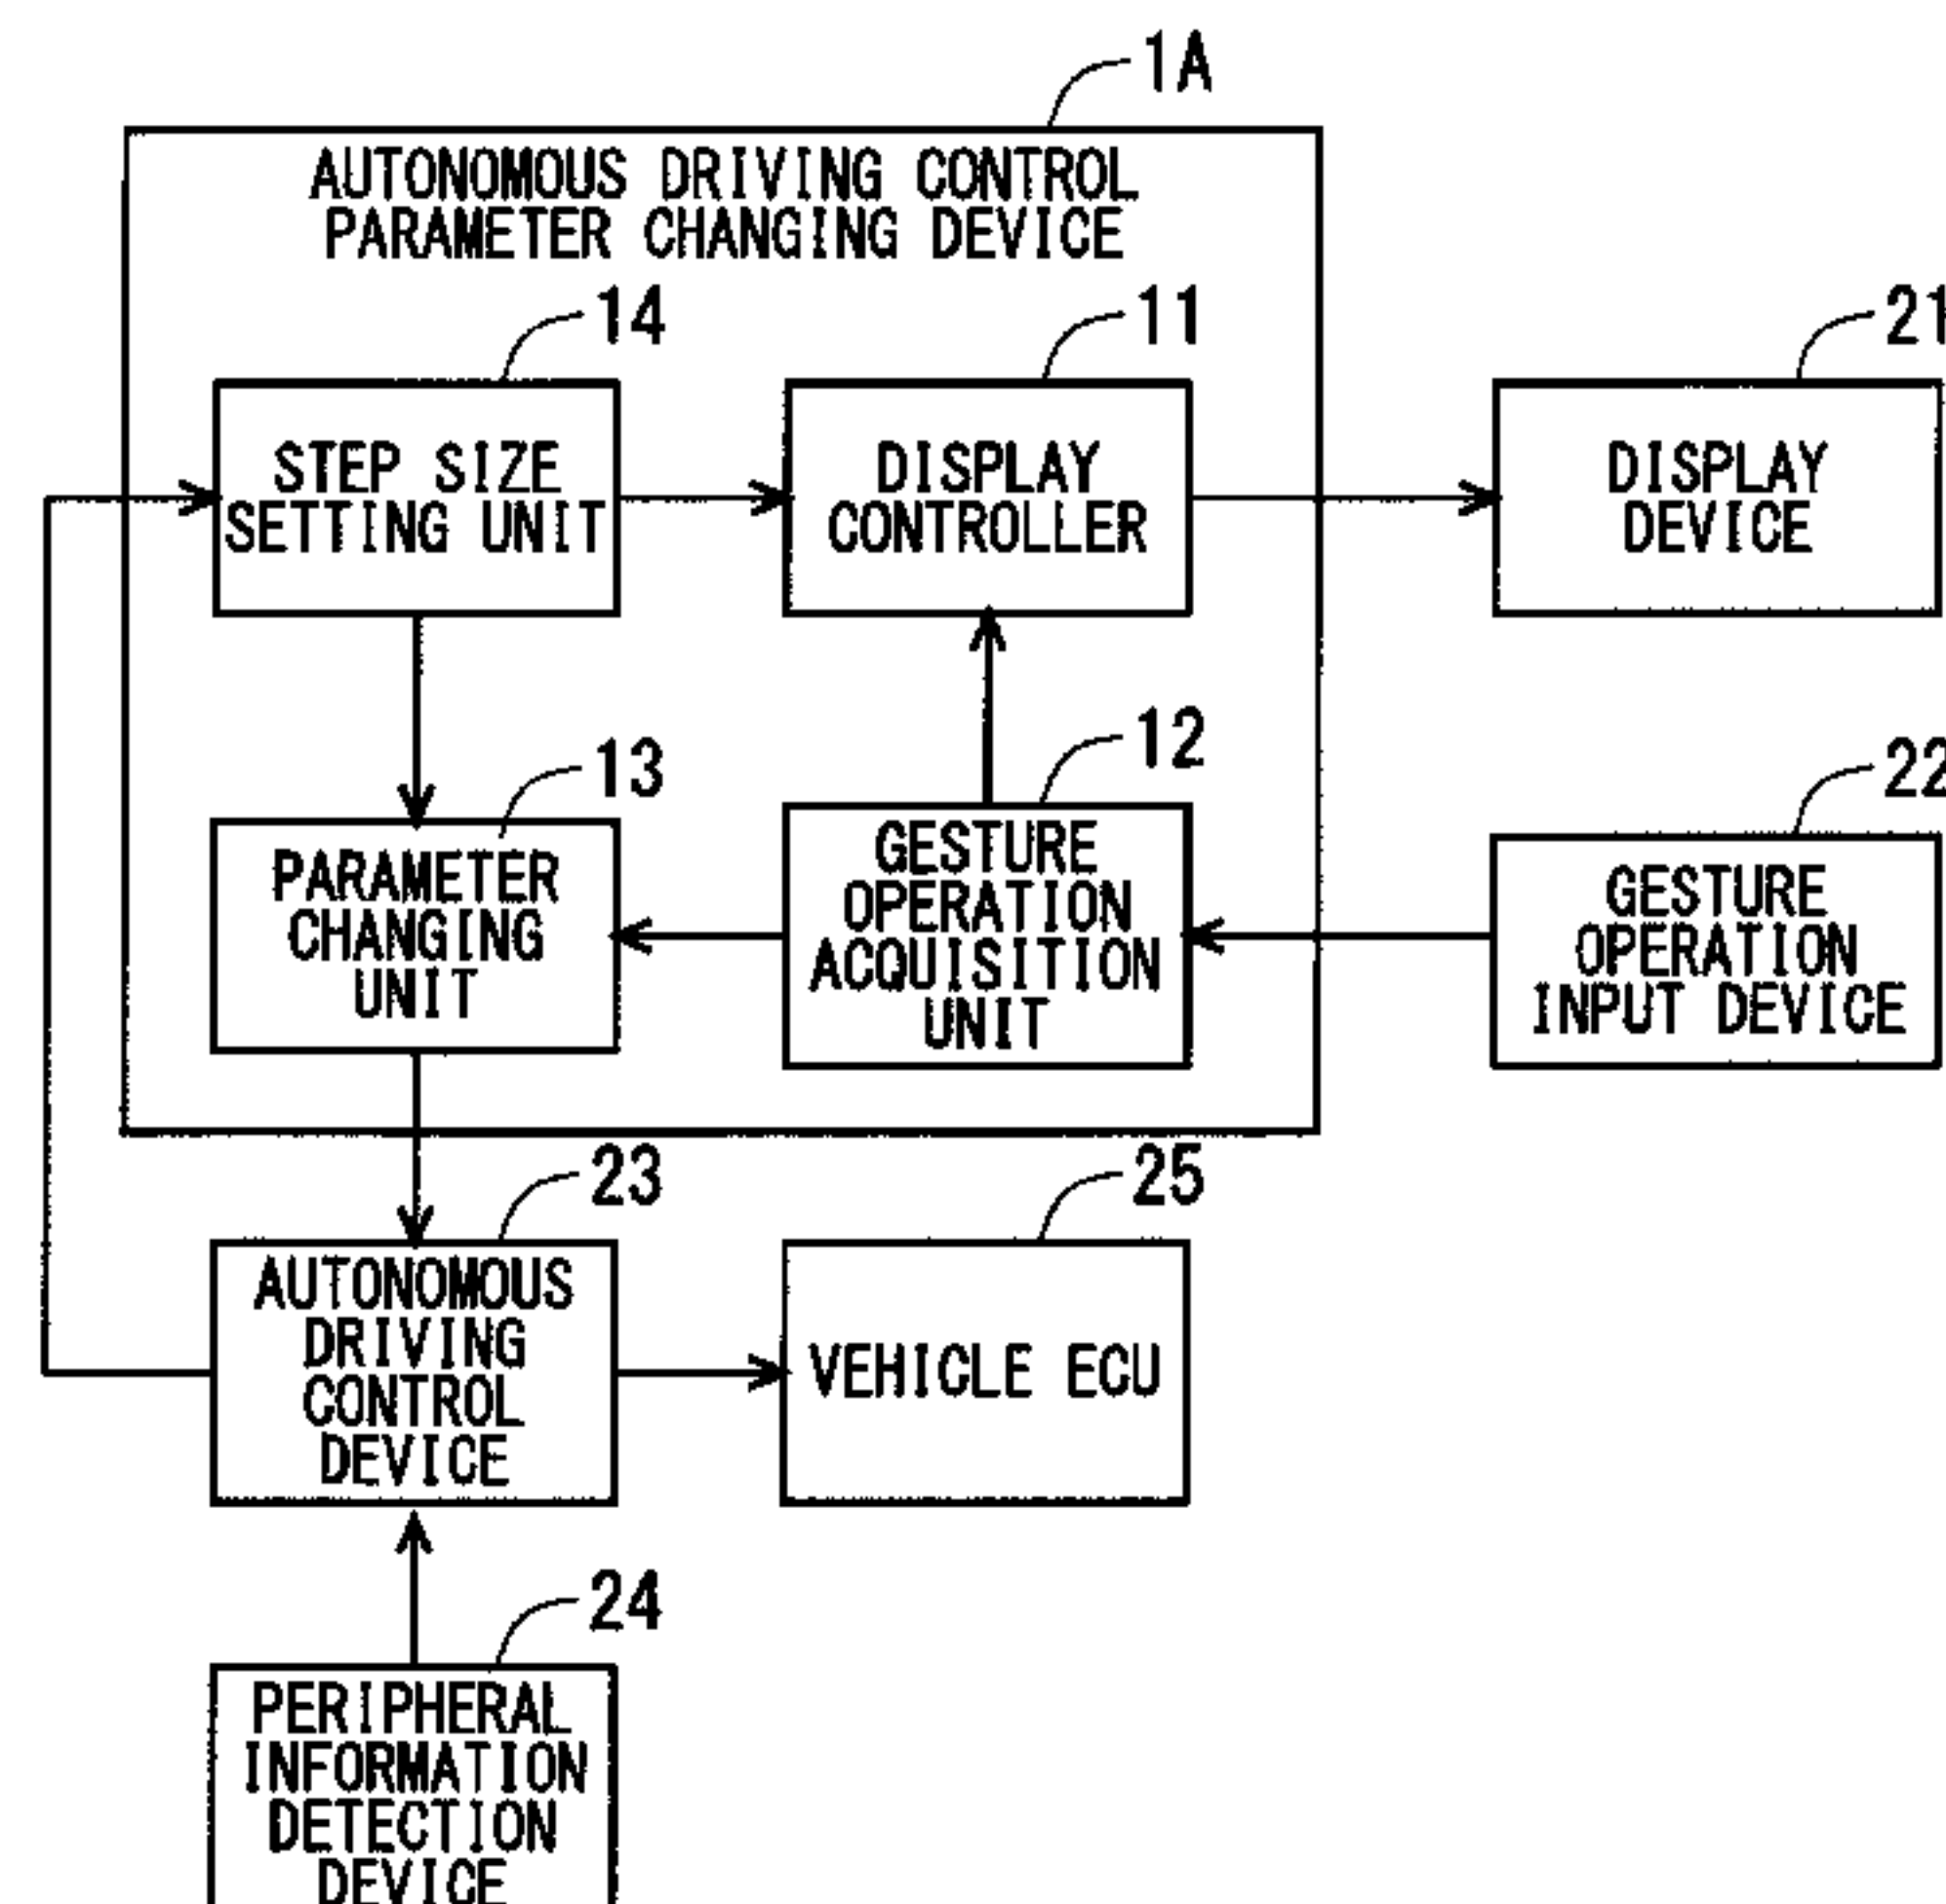 1A
AUTONOMOUS DRIVING CONTROL
PARAMETER CHANGING DEVICE
14
11
21
STEP SIZE
SETTING UNIT
DISPLAY
CONTROLLER
DISPLAY
DEVICE
13
12
22
PARAMETER
CHANGING
UNIT
GESTURE
OPERATION
ACQUISITION
UNIT
GESTURE
OPERATION
INPUT DEVICE
23
25
AUTONOMOUS
DRIVING
CONTROL
DEVICE
VEHICLE ECU
24
PERIPHERAL
INFORMATION
DETECTION
DEVICE